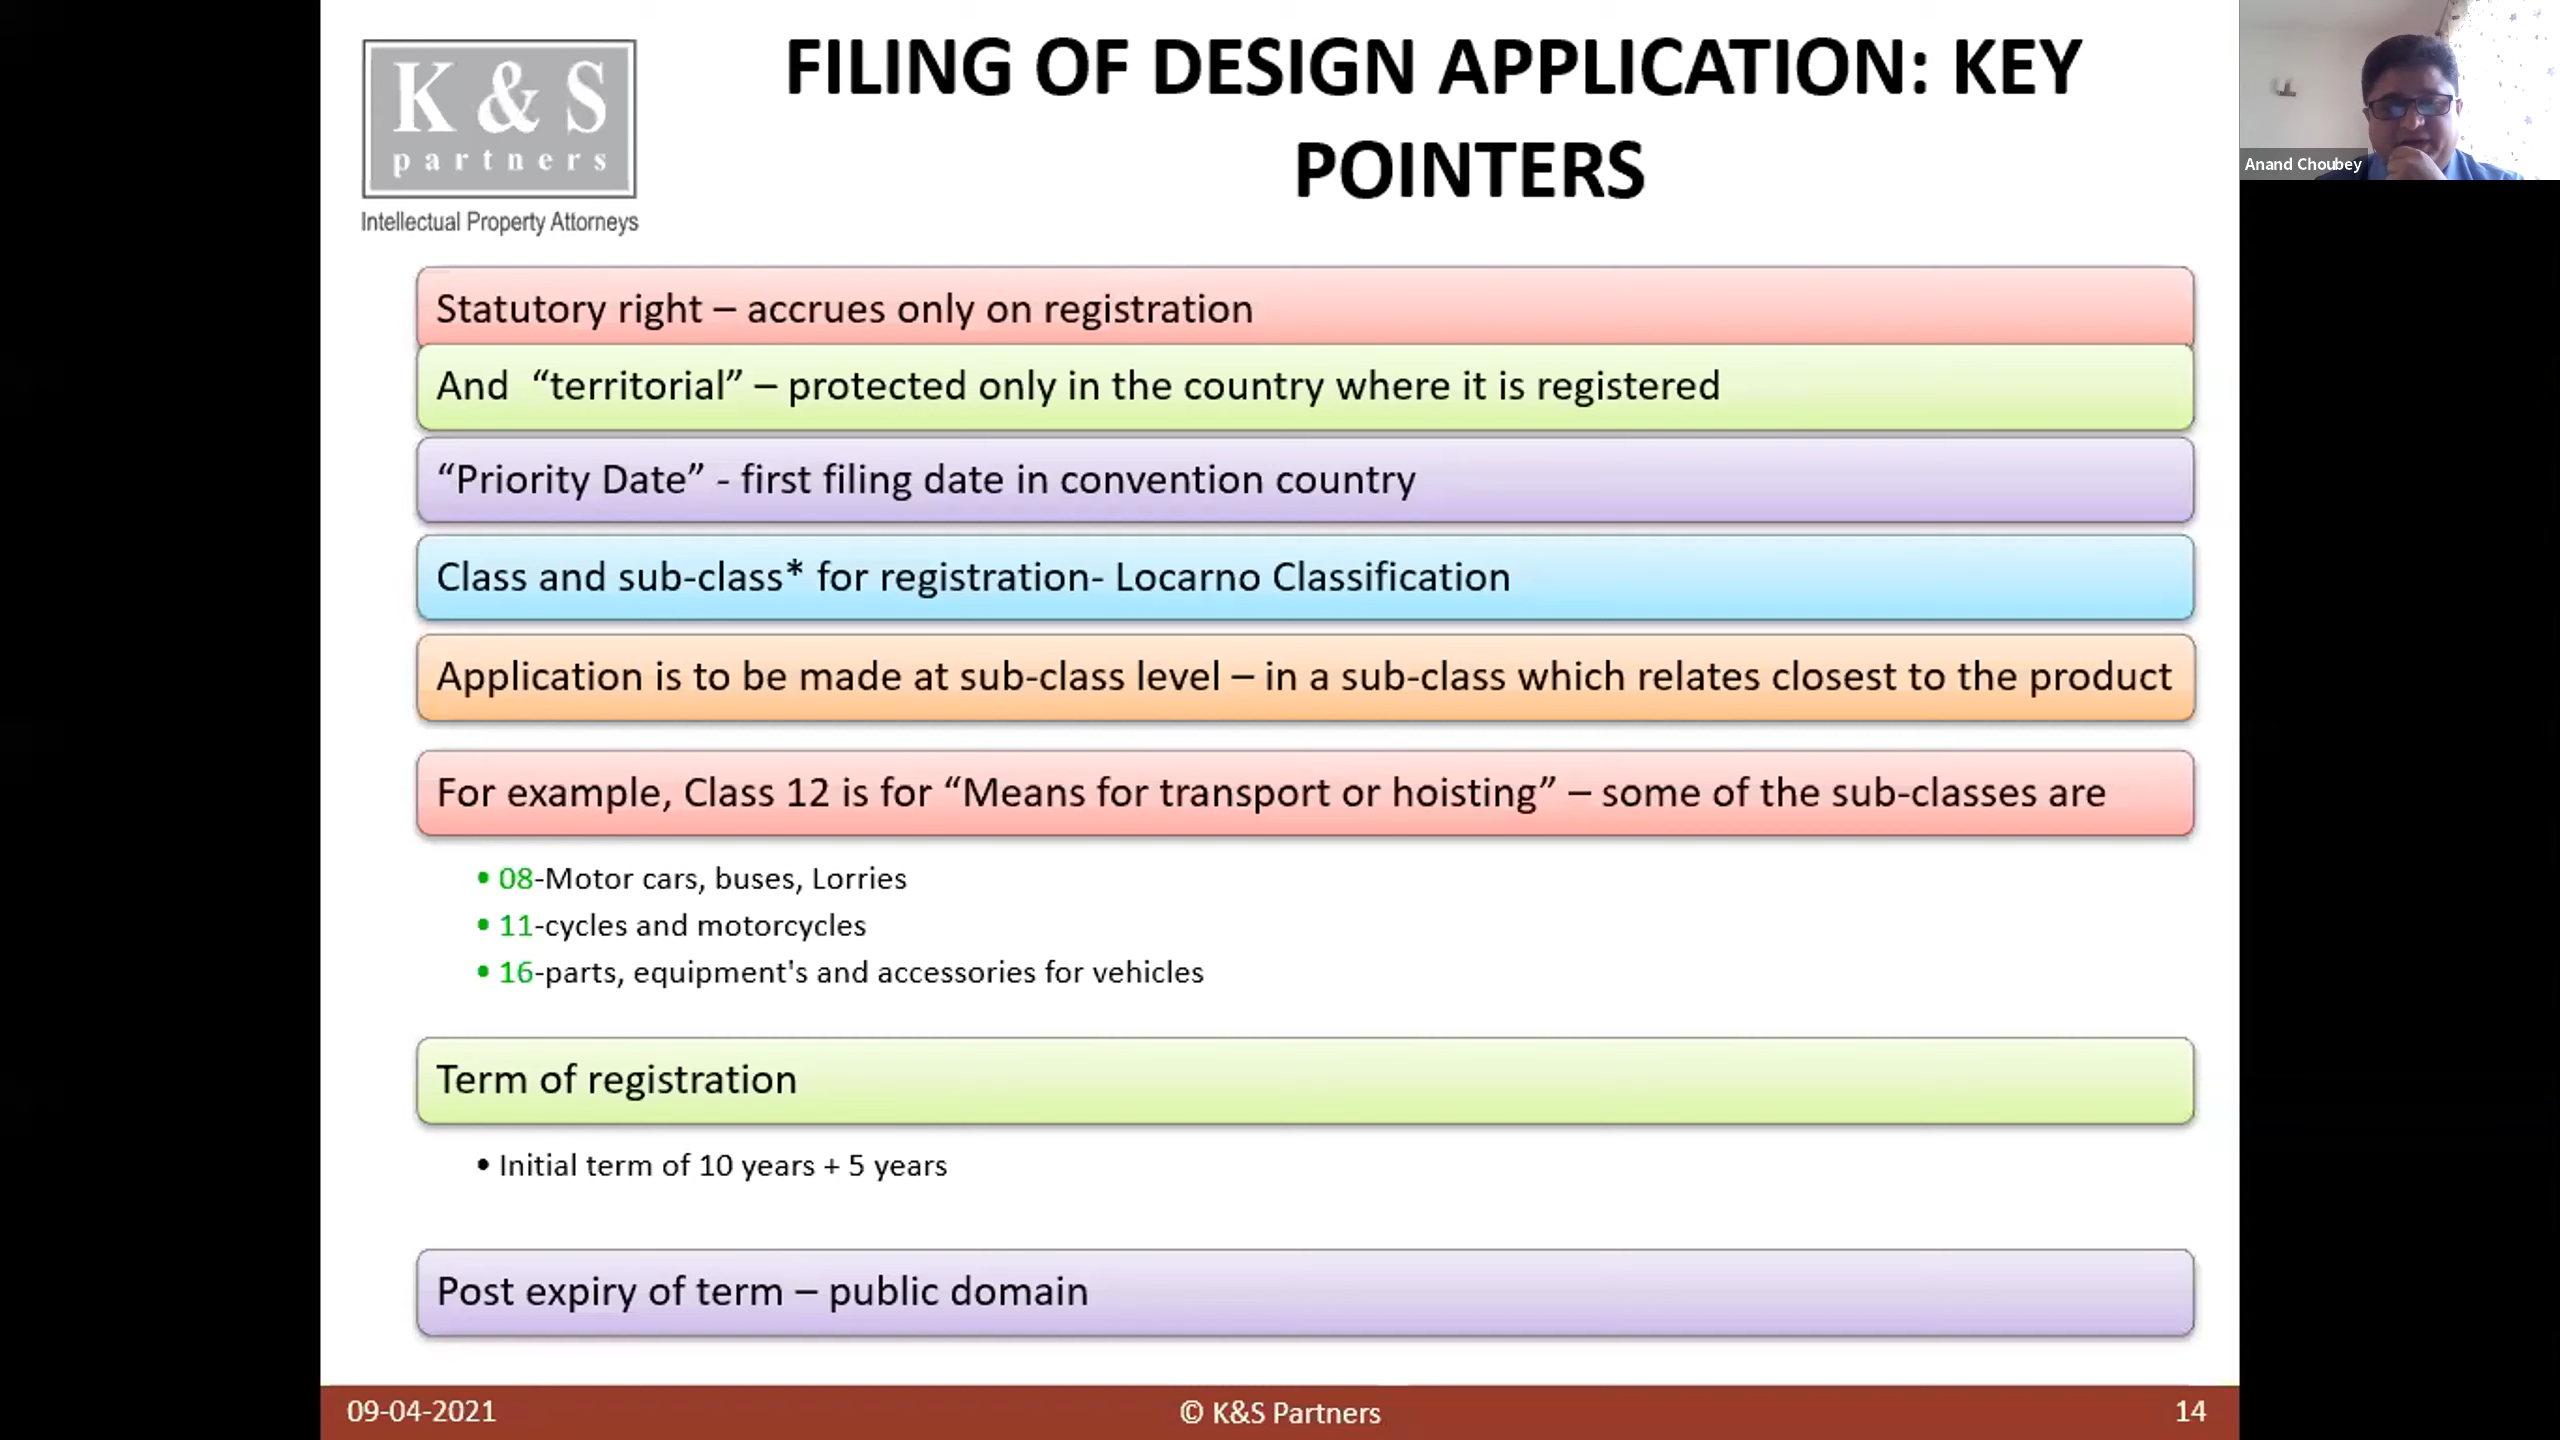 K & S
partners
Intellectual Property Attorneys
FILING OF DESIGN APPLICATION: KEY
POINTERS
Anand Choubey
Statutory right – accrues only on registration
And “territorial” – protected only in the country where it is registered
“Priority Date” - first filing date in convention country
Class and sub-class* for registration- Locarno Classification
Application is to be made at sub-class level – in a sub-class which relates closest to the product
For example, Class 12 is for “Means for transport or hoisting” – some of the sub-classes are
• 08-Motor cars, buses, Lorries
• 11-cycles and motorcycles
• 16-parts, equipment's and accessories for vehicles
Term of registration
• Initial term of 10 years + 5 years
Post expiry of term – public domain
09-04-2021
© K&S Partners
14